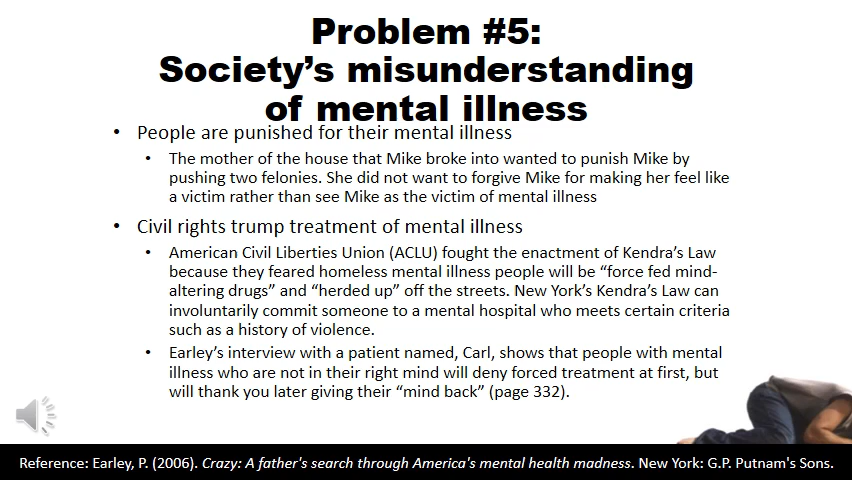 Problem #5:
Society’s misunderstanding
of mental illness
• People are punished for their mental illness
• The mother of the house that Mike broke into wanted to punish Mike by
pushing two felonies. She did not want to forgive Mike for making her feel like
a victim rather than see Mike as the victim of mental illness
• Civil rights trump treatment of mental illness
• American Civil Liberties Union (ACLU) fought the enactment of Kendra’s Law
because they feared homeless mental illness people will be “force fed mind-
altering drugs” and “herded up” off the streets. New York’s Kendra’s Law can
involuntarily commit someone to a mental hospital who meets certain criteria
such as a history of violence.
• Earley’s interview with a patient named, Carl, shows that people with mental
illness who are not in their right mind will deny forced treatment at first, but
will thank you later giving their “mind back” (page 332).
Reference: Earley, P. (2006). Crazy: A father's search through America's mental health madness. New York: G.P. Putnam's Sons.